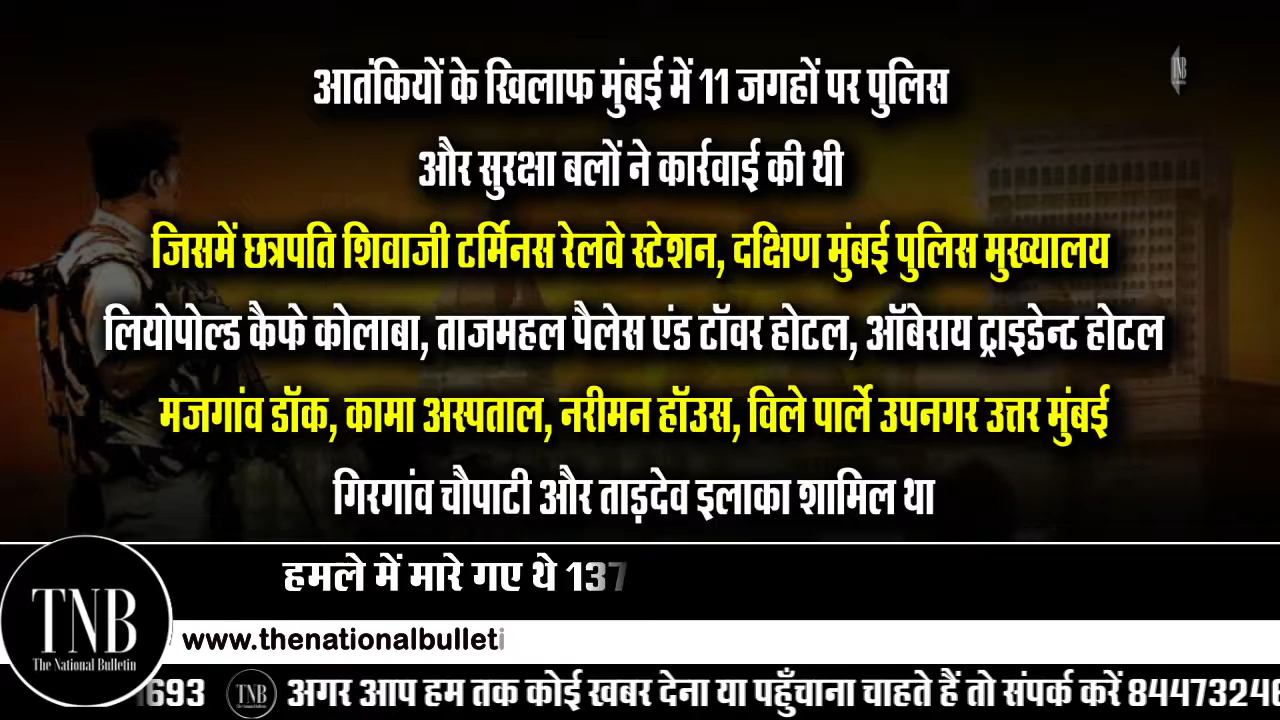 TNB
आतंकियों के खिलाफ मुंबई में 11 जगहों पर पुलिस
और सुरक्षा बलों ने कार्रवाई की थी
जिसमें छत्रपति शिवाजी टर्मिनस रेलवे स्टेशन, दक्षिण मुंबई पुलिस मुख्यालय
लियोपोल्ड कैफे कोलाबा, ताजमहल पैलेस एंड टॉवर होटल, ऑबेराय ट्राइडेन्ट होटल
मजगांव डॉक, कामा अस्पताल, नरीमन हॉउस, विले पार्ले उपनगर उत्तर मुंबई
गिरगांव चौपाटी और ताड़देव इलाका शामिल था
हमले में मारे गए थे 137
TNB
The National Bulletin
www.thenationalbulleti
693 TNB अगर आप हम तक कोई खबर देना या पहुँचाना चाहते हैं तो संपर्क करें 8447324